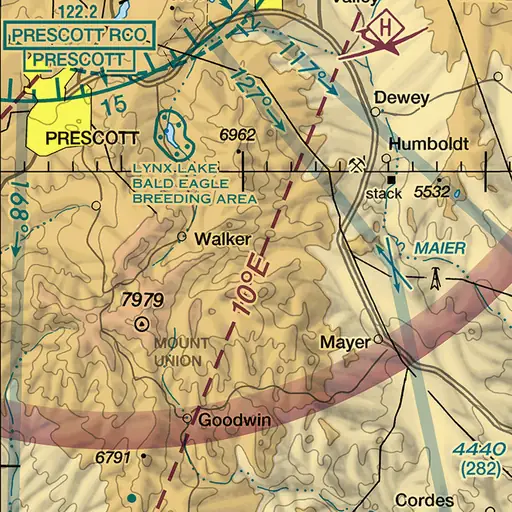 122.2
PRESCOTT RCO
PRESCOTT
Valley
H
117°
127°
15
Dewey
PRESCOTT
6962
Humboldt
LYNX LAKE
BALD EAGLE
BREEDING AREA
stack
5532
168°
Walker
MAIER
10°E
7979
MOUNT
UNION
Mayer
Goodwin
6791
4440
(282)
Cordes